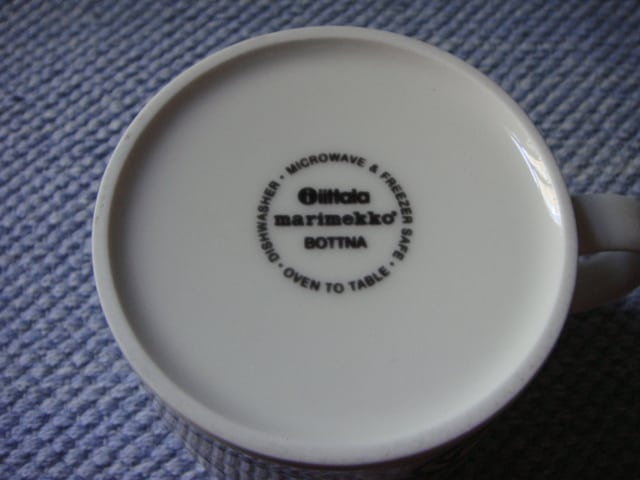 DISHWASHER • MICROWAVE & FREEZER SAFE • OVEN TO TABLE •
iittala
marimekko®
BOTTNA